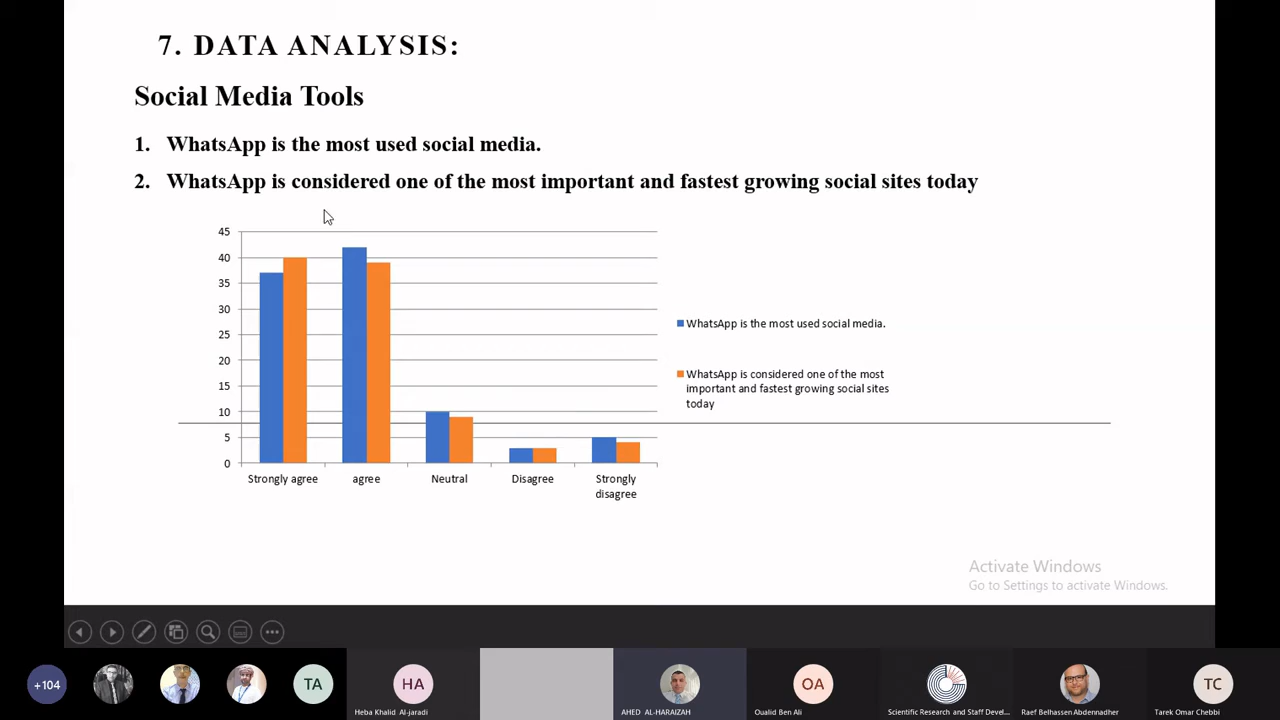 7. DATA ANALYSIS:
Social Media Tools
1. WhatsApp is the most used social media.
2. WhatsApp is considered one of the most important and fastest growing social sites today
45
40
35
30
25
20
15
10
5
0
Strongly agree
agree
Neutral
Disagree
Strongly
disagree
WhatsApp is the most used social media.
WhatsApp is considered one of the most
important and fastest growing social sites
today
Activate Windows
Go to Settings to activate Windows.
+104
TA
HA
OA
TC
Heba Khalid Al-jaradi
AHED AL-HARAIZAH
Oualid Ben Ali
Scientific Research and Staff Devel...
Raef Belhassen Abdennadher
Tarek Omar Chebbi